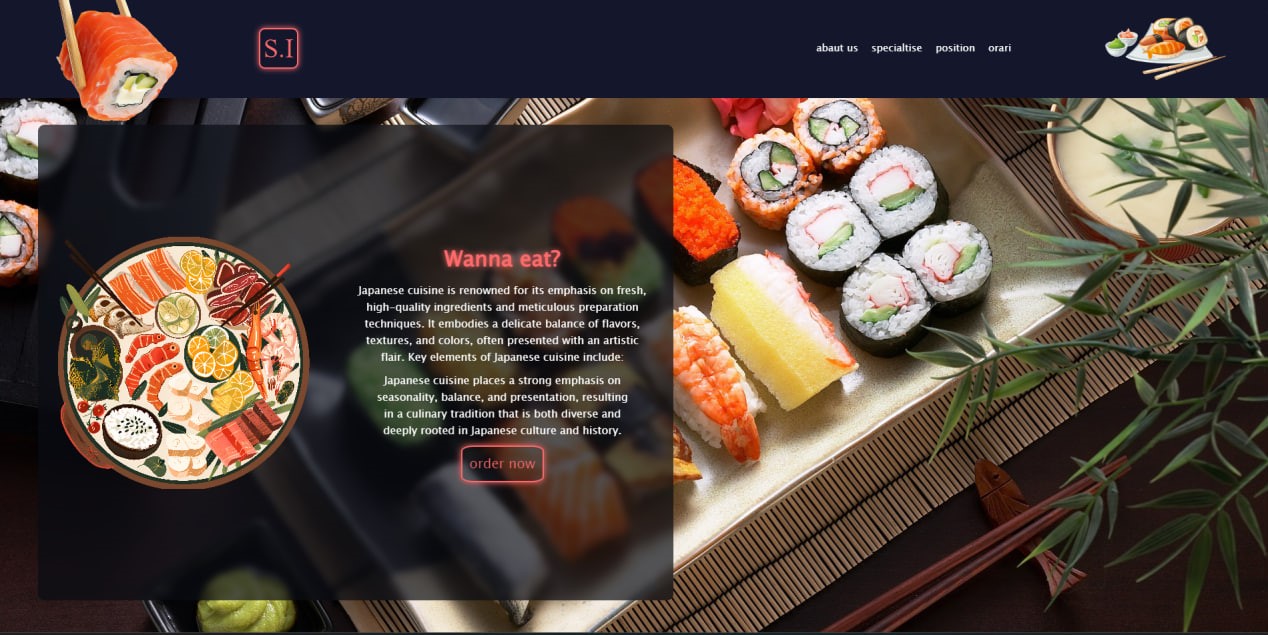 S.I
abaut us specialtise position orari
Wanna eat?
Japanese cuisine is renowned for its emphasis on fresh,
high-quality ingredients and meticulous preparation
techniques. It embodies a delicate balance of flavors,
textures, and colors, often presented with an artistic
flair. Key elements of Japanese cuisine include:
Japanese cuisine places a strong emphasis on
seasonality, balance, and presentation, resulting
in a culinary tradition that is both diverse and
deeply rooted in Japanese culture and history.
order now